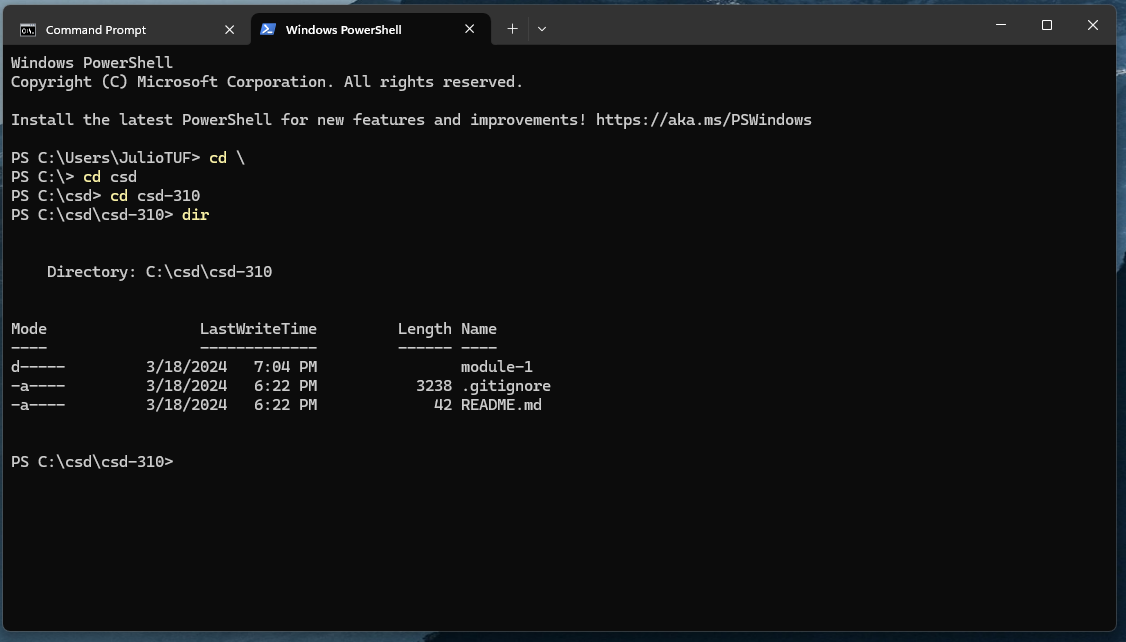 Command Prompt
Windows PowerShell
Windows PowerShell
Copyright (C) Microsoft Corporation. All rights reserved.
Install the latest PowerShell for new features and improvements! https://aka.ms/PSWindows
PS C:\Users\JulioTUF> cd \
PS C:\> cd csd
PS C:\csd> cd csd-310
PS C:\csd\csd-310> dir
Directory: C:\csd\csd-310
Mode LastWriteTime Length Name
---- ------------- ------ ----
d----- 3/18/2024 7:04 PM module-1
-a---- 3/18/2024 6:22 PM 3238 .gitignore
-a---- 3/18/2024 6:22 PM 42 README.md
PS C:\csd\csd-310>